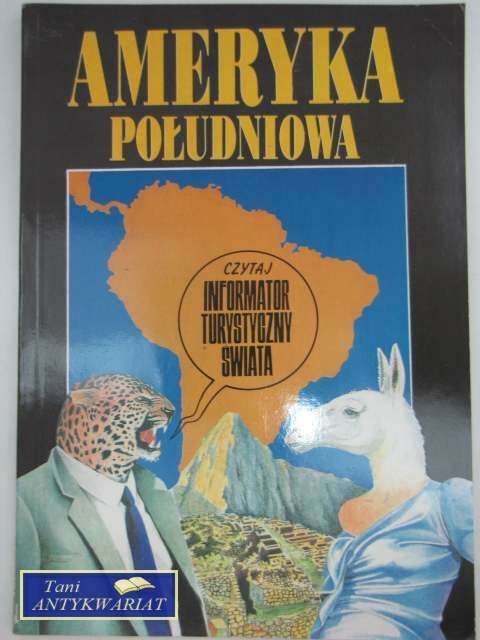 AMERYKA
POŁUDNIOWA
CZYTAJ
INFORMATOR
TURYSTYCZNY
ŚWIATA
Tani
ANTYKWARIAT